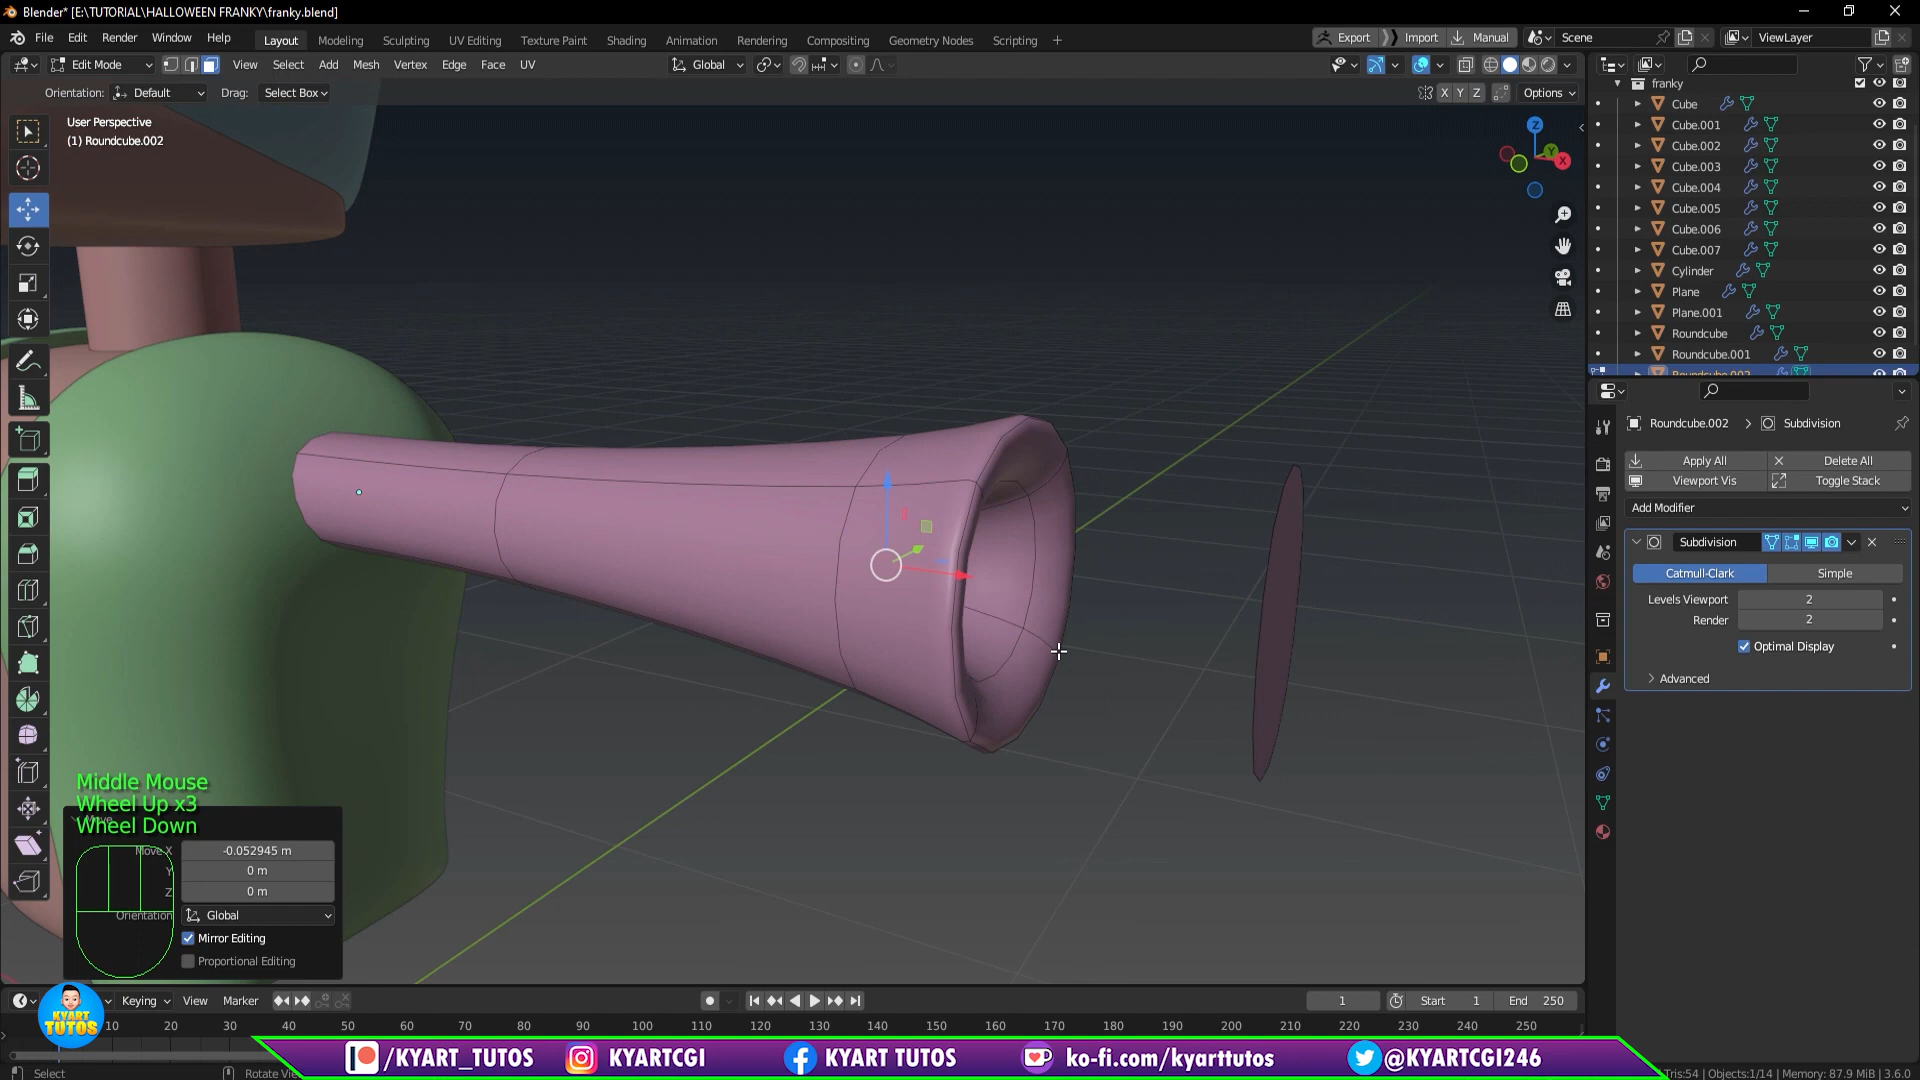 Blender* [E:\TUTORIAL\HALLOWEEN FRANKY\franky.blend]
File Edit Render Window Help
Layout Modeling Sculpting UV Editing Texture Paint Shading Animation Rendering Compositing Geometry Nodes Scripting +
Export Import Manual Scene ViewLayer
Edit Mode View Select Add Mesh Vertex Edge Face UV
Global
Orientation: Default Drag: Select Box
X Y Z Options
User Perspective
(1) Roundcube.002
Z
Y
X
franky
Cube
Cube.001
Cube.002
Cube.003
Cube.004
Cube.005
Cube.006
Cube.007
Cylinder
Plane
Plane.001
Roundcube
Roundcube.001
Roundcube.002
Roundcube.002 > Subdivision
Apply All Delete All
Viewport Vis Toggle Stack
Add Modifier
Subdivision
Catmull-Clark Simple
Levels Viewport 2
Render 2
Optimal Display
Advanced
Middle Mouse
Wheel Up x3
Wheel Down
Move
Move X -0.052945 m
Y 0 m
Z 0 m
Orientation Global
Mirror Editing
Proportional Editing
Keying View Marker
1 Start 1 End 250
10 20 30 40 50 60 70 80 90 100 110 120 130 140 150 160 170 180 190 200 210 220 230 240 250
KYART
TUTOS
/KYART_TUTOS KYARTCGI KYART TUTOS ko-fi.com/kyarttutos @KYARTCGI246
Select Rotate Vie
Tris:54 | Objects:1/14 | Memory: 87.9 MiB | 3.6.0